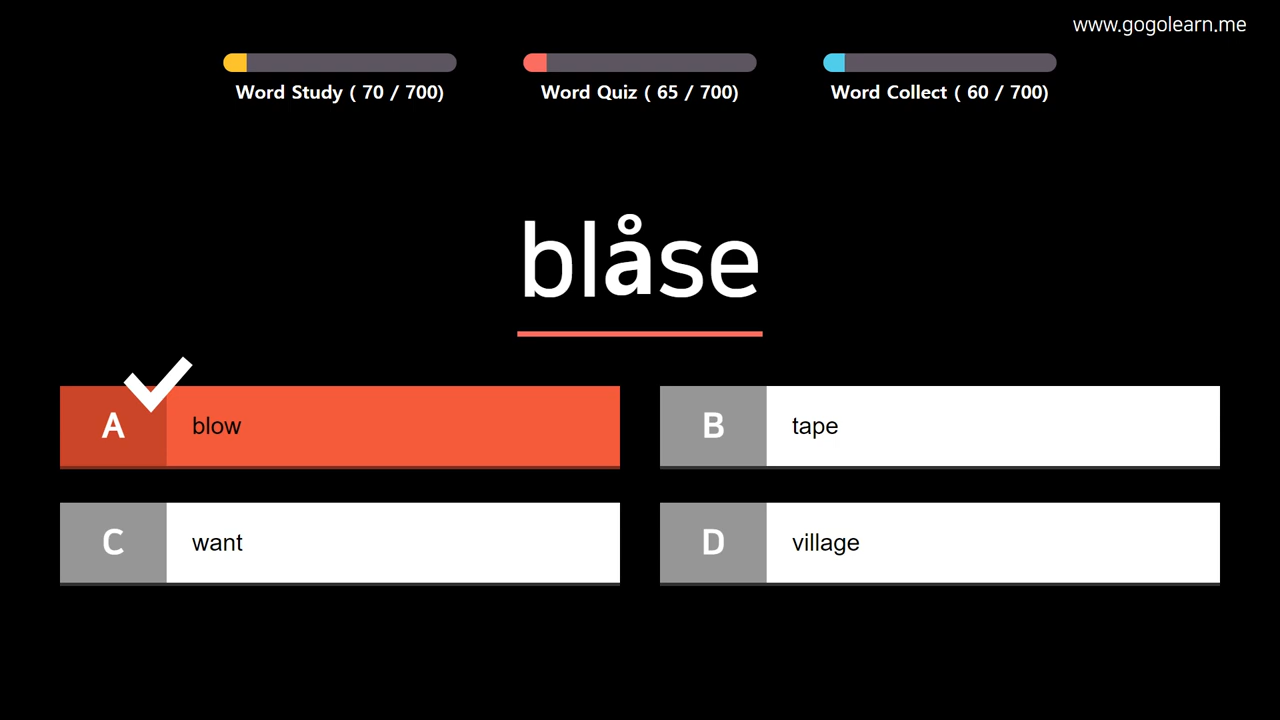 www.gogolearn.me
Word Study ( 70 / 700)
Word Quiz ( 65 / 700)
Word Collect ( 60 / 700)
blåse
A
blow
B
tape
C
want
D
village